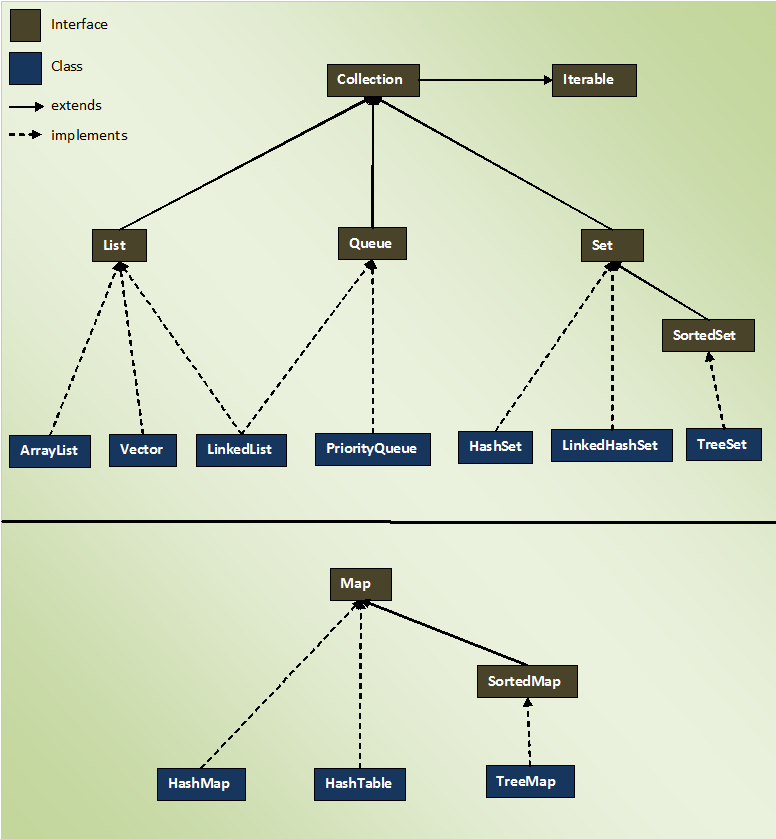 Interface
Class
extends
implements
Collection
Iterable
List
Queue
Set
SortedSet
ArrayList
Vector
LinkedList
PriorityQueue
HashSet
LinkedHashSet
TreeSet
Map
SortedMap
HashMap
HashTable
TreeMap